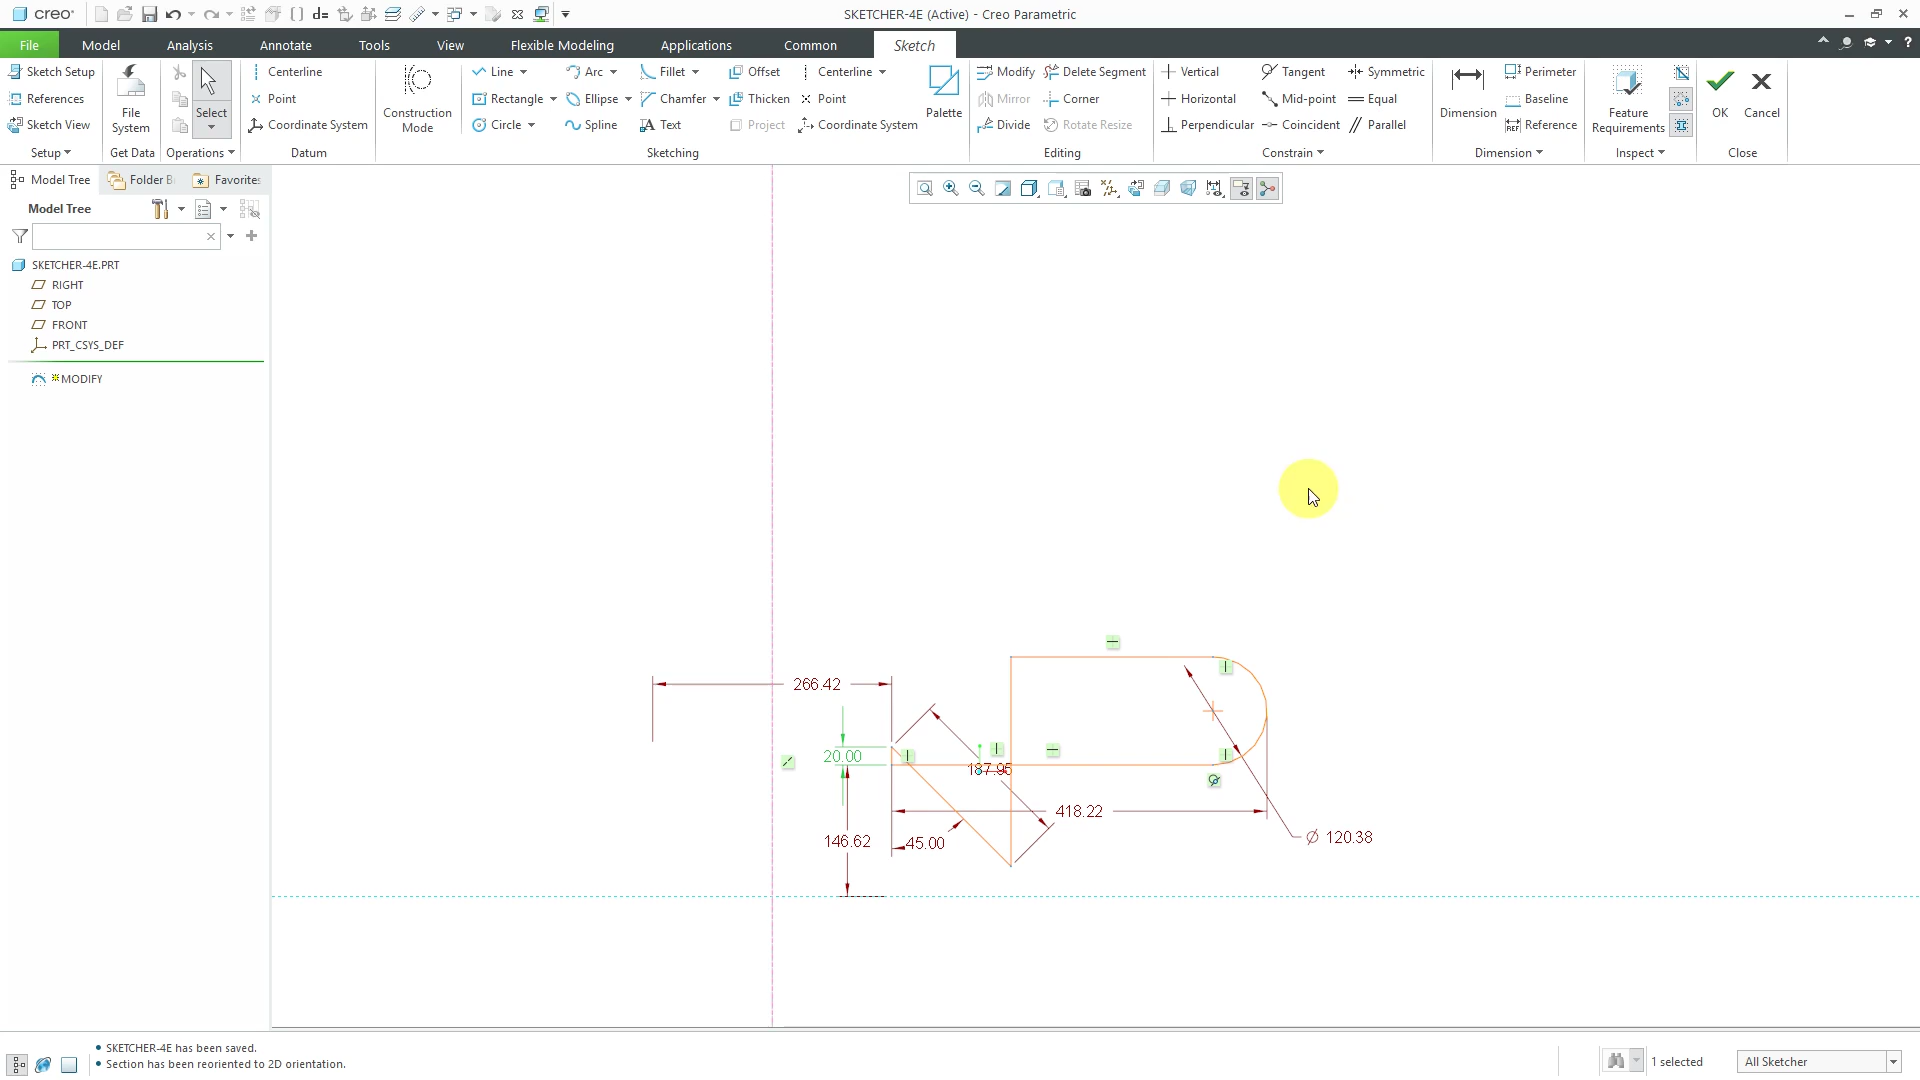 creo
SKETCHER-4E (Active) - Creo Parametric
File
Model
Analysis
Annotate
Tools
View
Flexible Modeling
Applications
Common
Sketch
Sketch Setup
References
Sketch View
Setup
File System
Get Data
Select
Operations
Centerline
Point
Coordinate System
Datum
Construction Mode
Line
Rectangle
Circle
Arc
Ellipse
Spline
Fillet
Chamfer
Text
Offset
Thicken
Project
Centerline
Point
Coordinate System
Palette
Sketching
Modify
Mirror
Divide
Delete Segment
Corner
Rotate Resize
Editing
Vertical
Horizontal
Perpendicular
Tangent
Mid-point
Coincident
Symmetric
Equal
Parallel
Constrain
Dimension
Perimeter
Baseline
Reference
Dimension
Feature Requirements
Inspect
OK
Cancel
Close
Model Tree
Folder B
Favorites
Model Tree
SKETCHER-4E.PRT
RIGHT
TOP
FRONT
PRT_CSYS_DEF
MODIFY
266.42
20.00
187.95
418.22
146.62
45.00
Ø 120.38
SKETCHER-4E has been saved.
Section has been reoriented to 2D orientation.
1 selected
All Sketcher